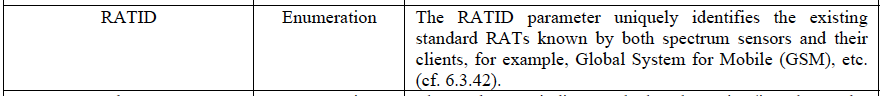 RATID
Enumeration
The RATID parameter uniquely identifies the existing
standard RATs known by both spectrum sensors and their
clients, for example, Global System for Mobile (GSM), etc.
(cf. 6.3.42).